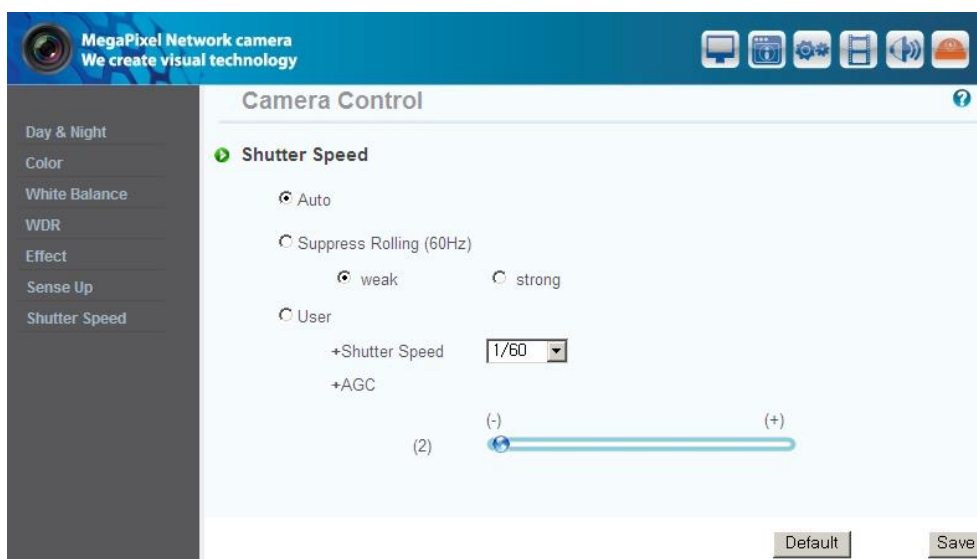 MegaPixel Network camera
We create visual technology
Camera Control
?
Day & Night
Color
White Balance
WDR
Effect
Sense Up
Shutter Speed
Shutter Speed
Auto
Suppress Rolling (60Hz)
weak strong
User
+Shutter Speed 1/60
+AGC
(-) (+)
(2)
Default Save